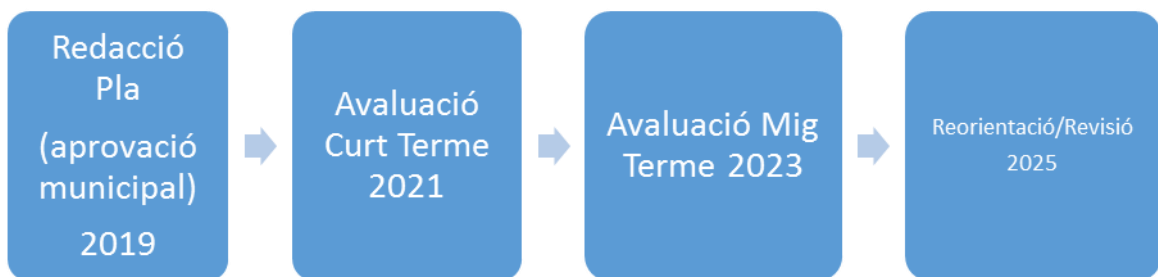 Redacció
Pla
(aprovació
municipal)
2019
Avaluació
Curt Terme
2021
Avaluació Mig
Terme 2023
Reorientació/Revisió
2025